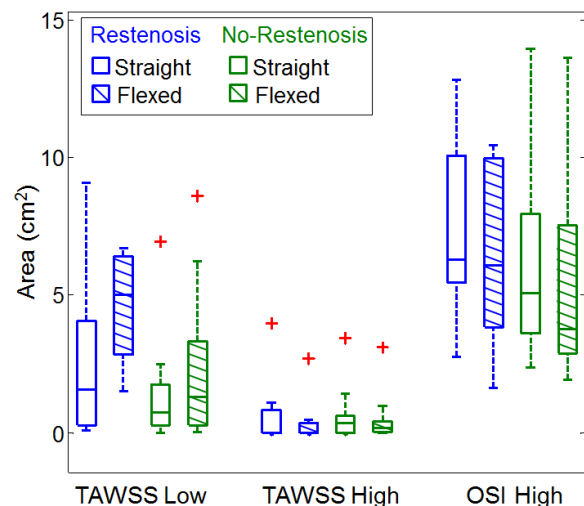 15
10
5
0
Area (cm²)
Restenosis No-Restenosis
Straight Straight
Flexed Flexed
TAWSS Low TAWSS High OSI High